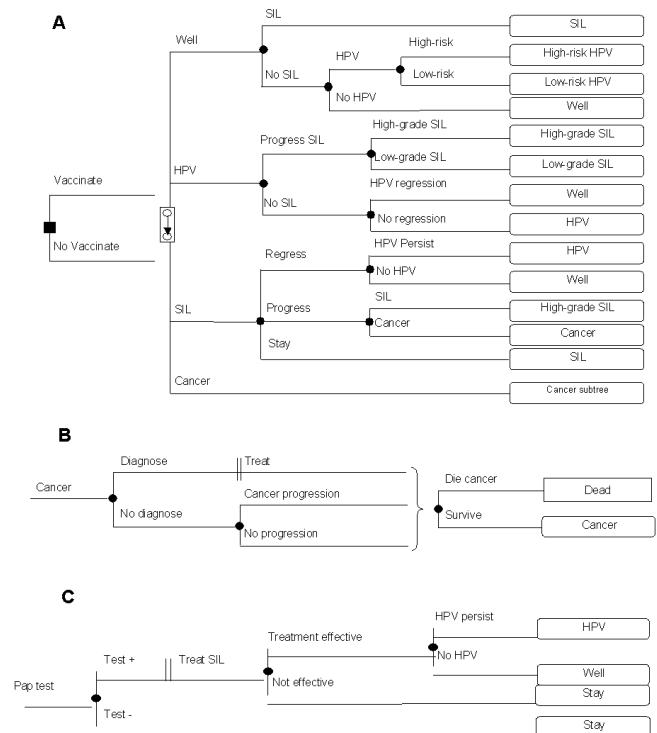 A
SIL
SIL
Well
High-risk
High-risk HPV
HPV
No SIL
Low-risk
Low-risk HPV
No HPV
Well
High-grade SIL
High-grade SIL
Progress SIL
Low-grade SIL
Low-grade SIL
Vaccinate
HPV
HPV regression
Well
No SIL
No regression
HPV
No Vaccinate
HPV Persist
HPV
Regress
No HPV
Well
SIL
SIL
Progress
High-grade SIL
Cancer
Cancer
Stay
SIL
Cancer
Cancer subtree
B
Diagnose
Treat
Cancer
Cancer progression
Die cancer
Dead
No diagnose
Survive
Cancer
No progression
C
HPV persist
HPV
Treatment effective
Test +
Treat SIL
No HPV
Pap test
Not effective
Well
Stay
Test -
Stay